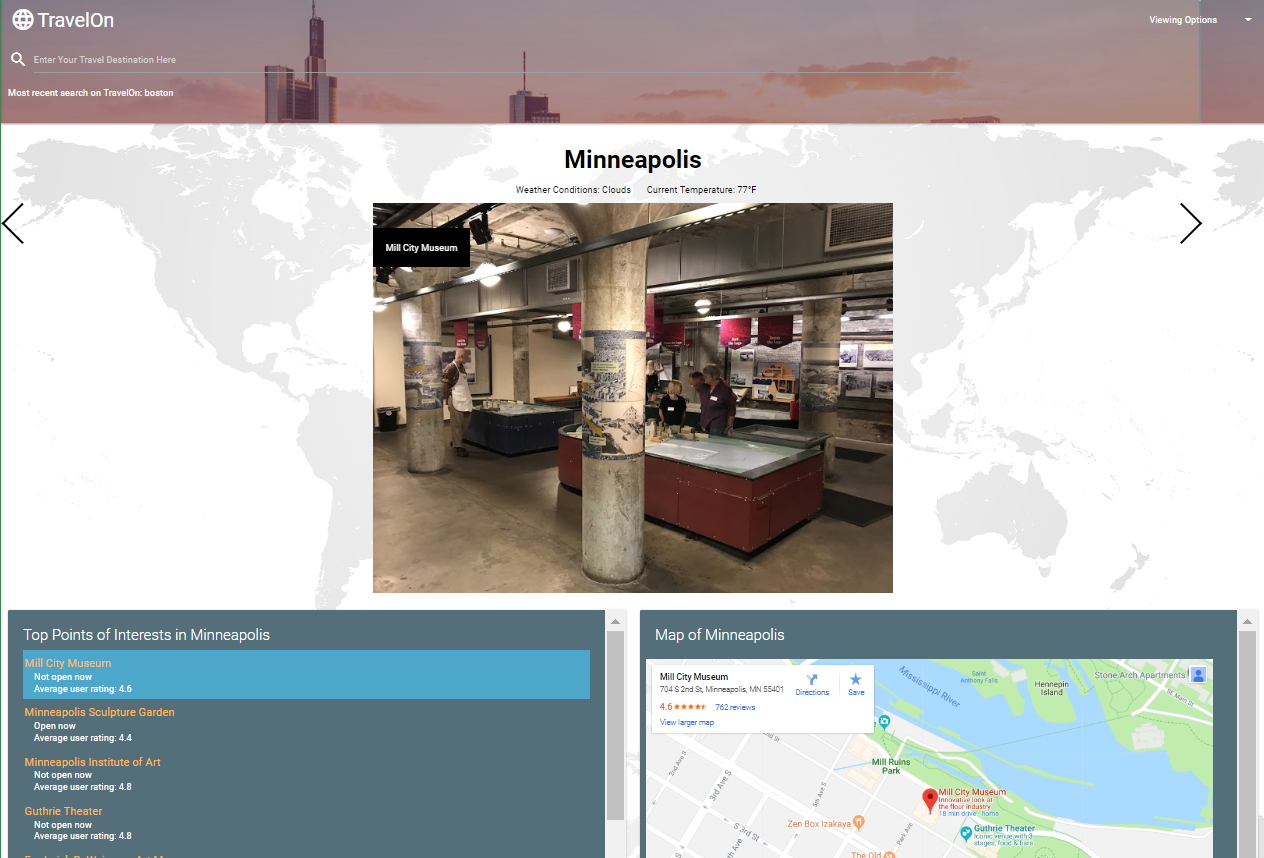 TravelOn
Viewing Options
Enter Your Travel Destination Here
Most recent search on TravelOn: boston
Minneapolis
Weather Conditions: Clouds Current Temperature: 77°F
Mill City Museum
Top Points of Interests in Minneapolis
Mill City Museum
Not open now
Average user rating: 4.6
Minneapolis Sculpture Garden
Open now
Average user rating: 4.4
Minneapolis Institute of Art
Not open now
Average user rating: 4.8
Guthrie Theater
Not open now
Average user rating: 4.8
Map of Minneapolis
Mill City Museum
704 S 2nd St, Minneapolis, MN 55401
4.6
762 reviews
View larger map
Directions
Save
Mississippi River
Saint
Anthony Falls
Hennepin
Island
Stone Arch Apartments
SE Main St
2nd St
2nd Ave S
3rd Ave S
5th Ave S
Mill Ruins
Park
Mill City Museum
Innovative look at
the flour industry
18 min drive - home
Park Ave
S 3rd St
S 4th St
Zen Box Izakaya
Guthrie Theater
Iconic venue with 3
stages, food & bars
The Old